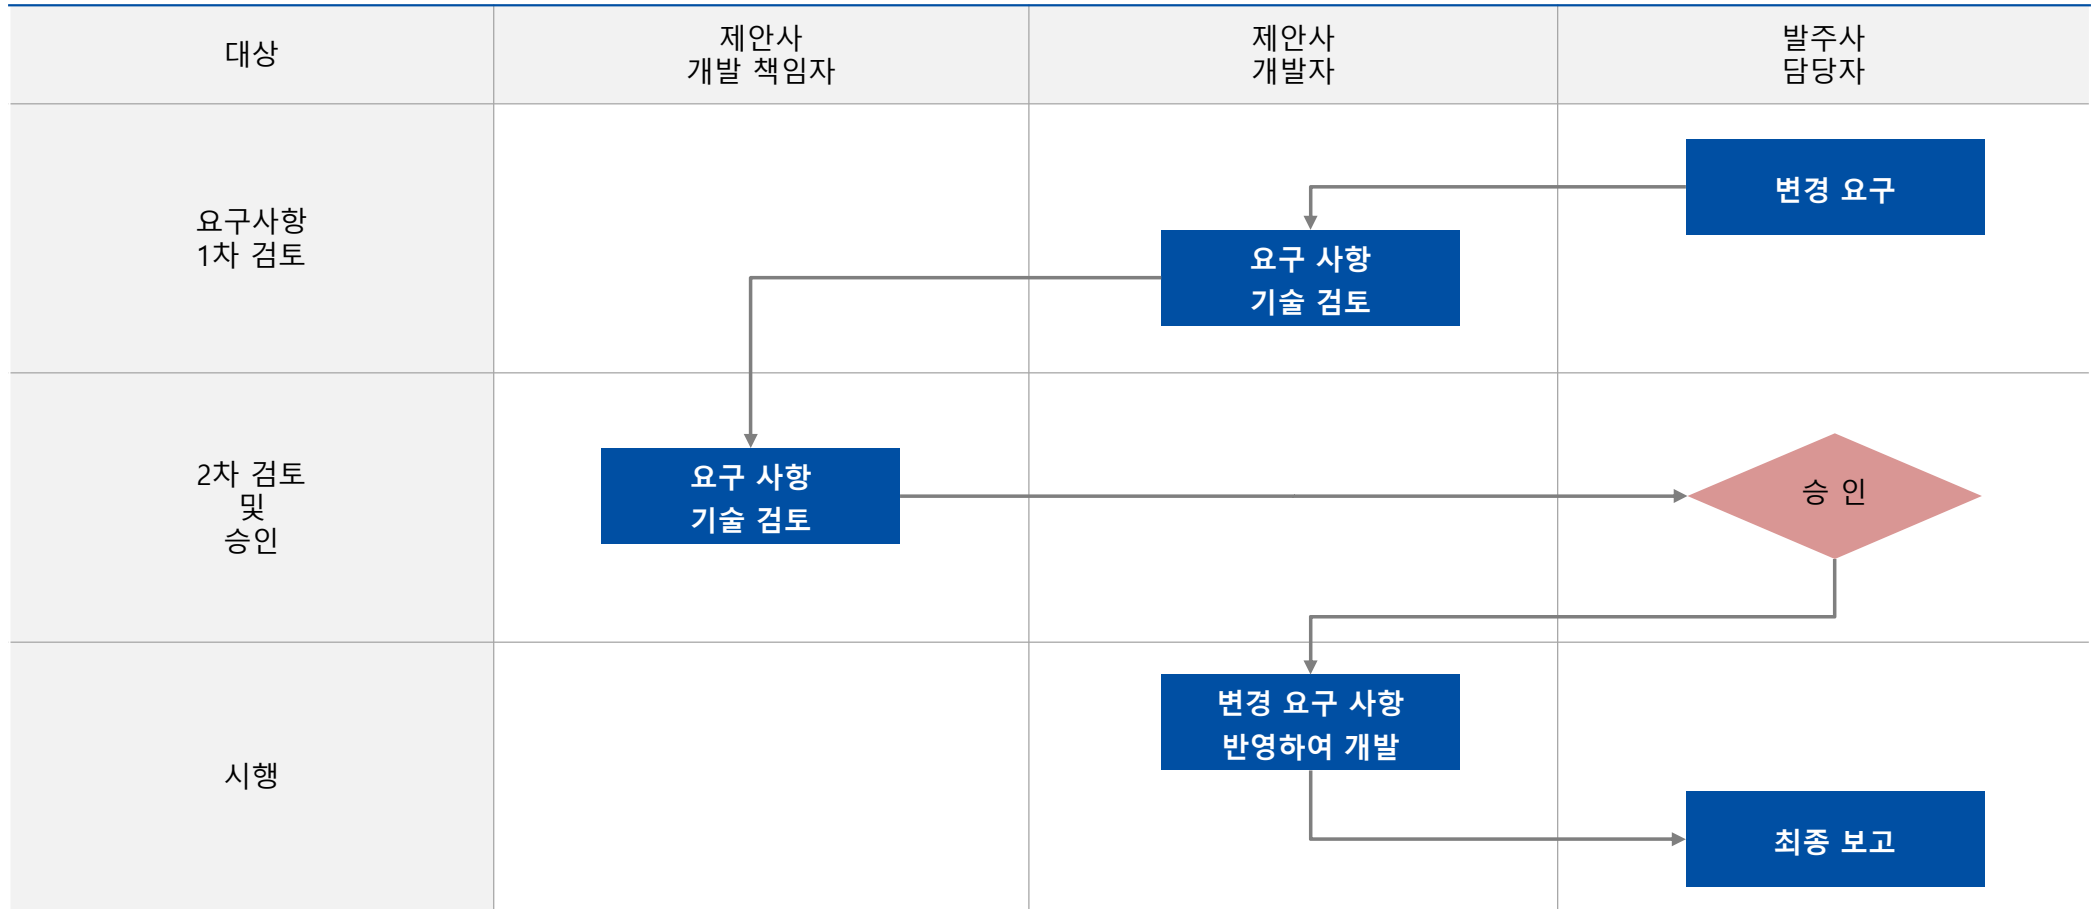 대상
제안사
개발 책임자
제안사
개발자
발주사
담당자
요구사항
1차 검토
변경 요구
요구 사항
기술 검토
2차 검토
및
승인
요구 사항
기술 검토
승 인
시행
변경 요구 사항
반영하여 개발
최종 보고